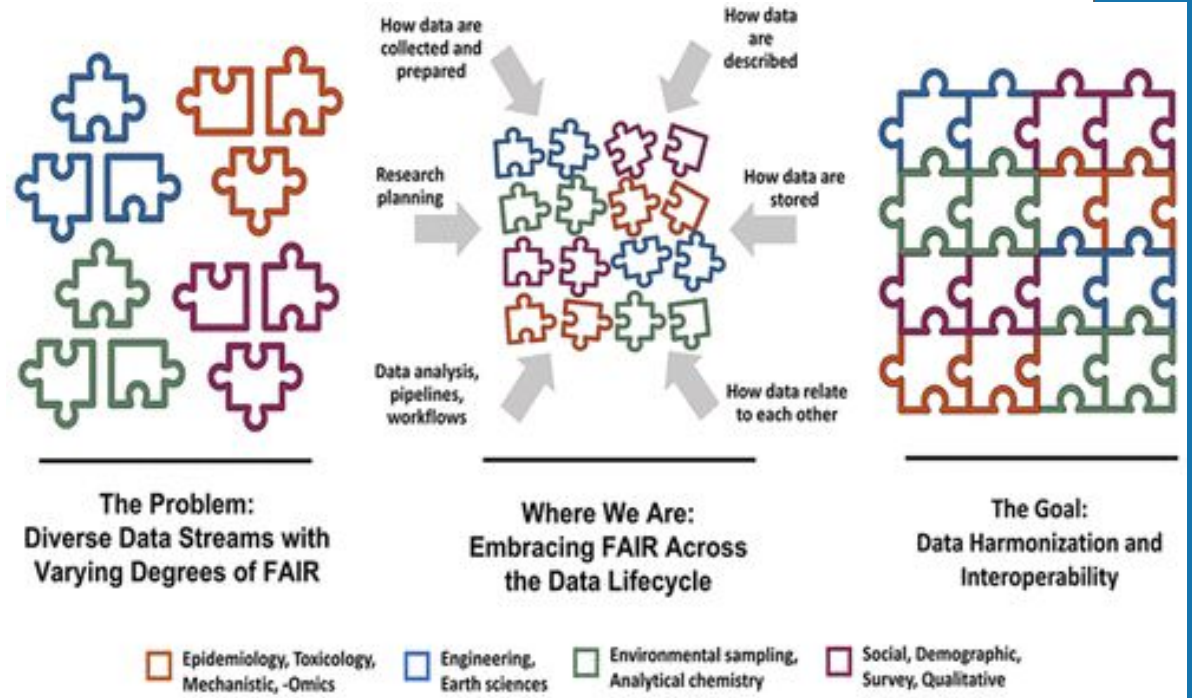 How data are
collected and
prepared
How data
are
described
Research
planning
How data are
stored
Data analysis,
pipelines,
workflows
How data relate
to each other
The Problem:
Diverse Data Streams with
Varying Degrees of FAIR
Where We Are:
Embracing FAIR Across
the Data Lifecycle
The Goal:
Data Harmonization and
Interoperability
Epidemiology, Toxicology,
Mechanistic, -Omics
Engineering,
Earth sciences
Environmental sampling,
Analytical chemistry
Social, Demographic,
Survey, Qualitative